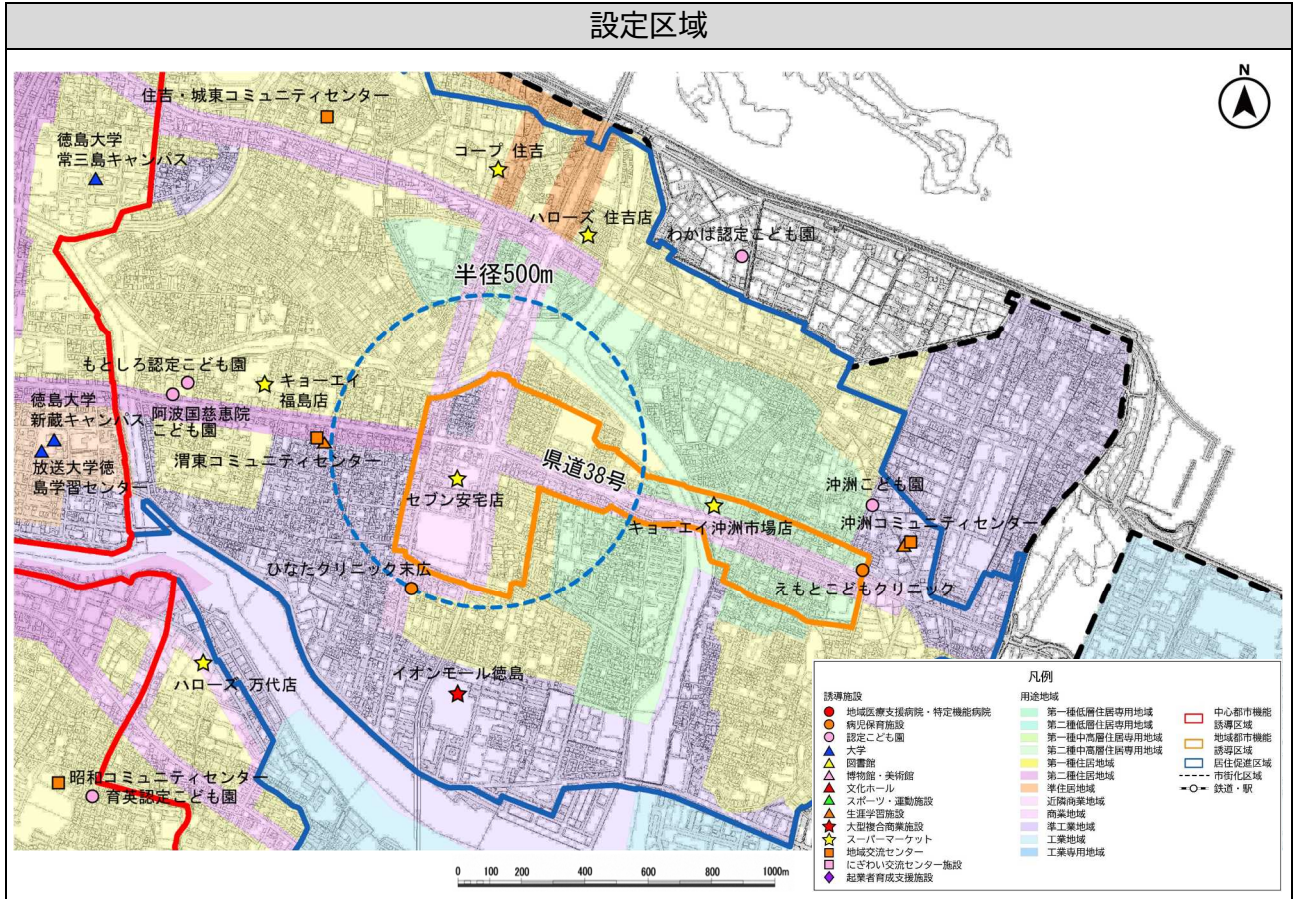 設定区域
N
住吉・城東コミュニティセンター
徳島大学
常三島キャンパス
コープ 住吉
ハローズ 住吉店
わかば認定こども園
半径500m
もとしろ認定こども園
キョーエイ
福島店
徳島大学
新蔵キャンパス
阿波国慈恵院
こども園
放送大学徳
島学習センター
渭東コミュニティセンター
県道38号
セブン安宅店
沖洲こども園
沖洲コミュニティセンター
キョーエイ沖洲市場店
ひなたクリニック末広
えもとこどもクリニック
イオンモール徳島
ハローズ 万代店
昭和コミュニティセンター
育英認定こども園
0 100 200 400 600 800 1000m
凡例
誘導施設
地域医療支援病院・特定機能病院
病児保育施設
認定こども園
大学
図書館
博物館・美術館
文化ホール
スポーツ・運動施設
生涯学習施設
大型複合商業施設
スーパーマーケット
地域交流センター
にぎわい交流センター施設
起業者育成支援施設
用途地域
第一種低層住居専用地域
第二種低層住居専用地域
第一種中高層住居専用地域
第二種中高層住居専用地域
第一種住居地域
第二種住居地域
準住居地域
近隣商業地域
商業地域
準工業地域
工業地域
工業専用地域
中心都市機能
誘導区域
地域都市機能
誘導区域
居住促進区域
市街化区域
鉄道・駅